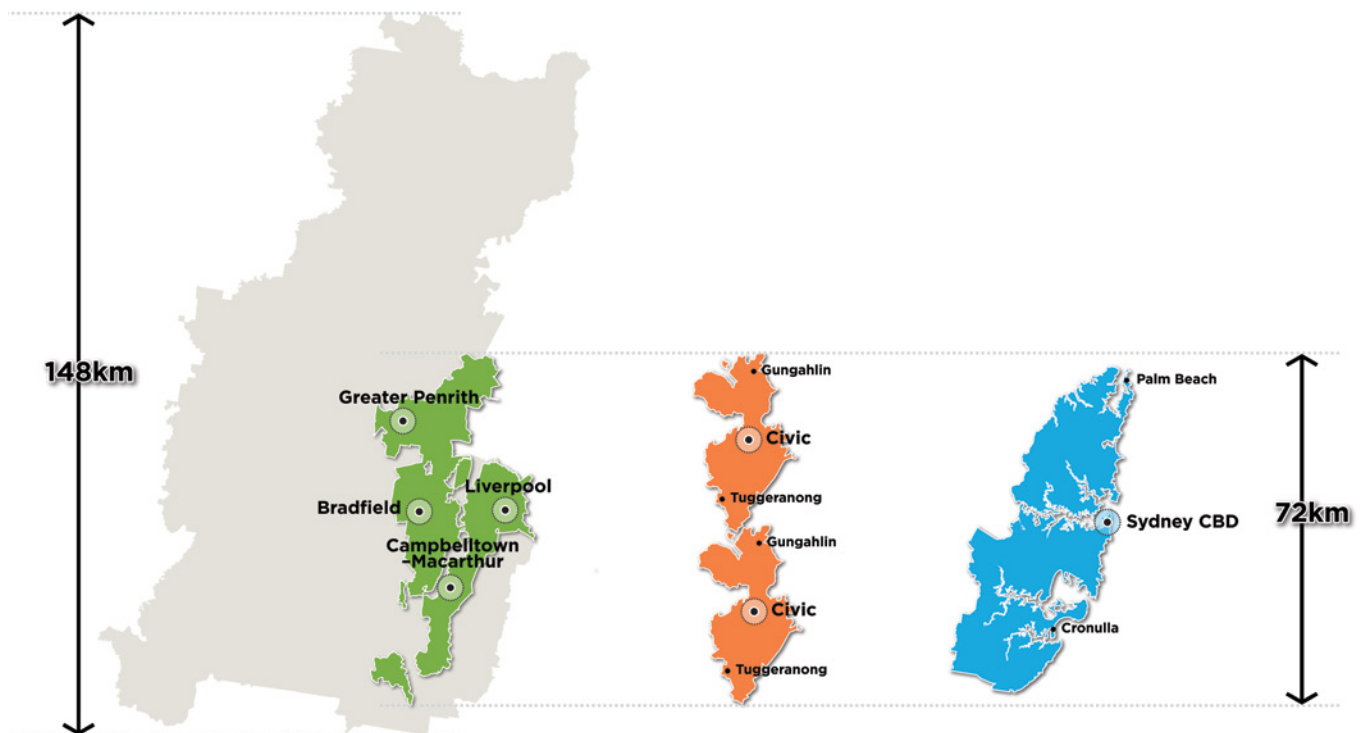 148km
Greater Penrith
Bradfield
Liverpool
Campbelltown
–Macarthur
Gungahlin
Civic
Tuggeranong
Gungahlin
Civic
Tuggeranong
Palm Beach
Sydney CBD
Cronulla
72km